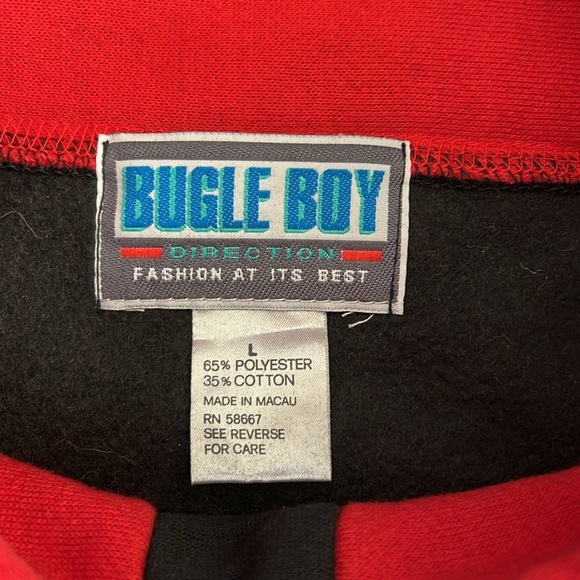 BUGLE BOY
DIRECTION
FASHION AT ITS BEST
L
65% POLYESTER
35% COTTON
MADE IN MACAU
RN 58667
SEE REVERSE
FOR CARE